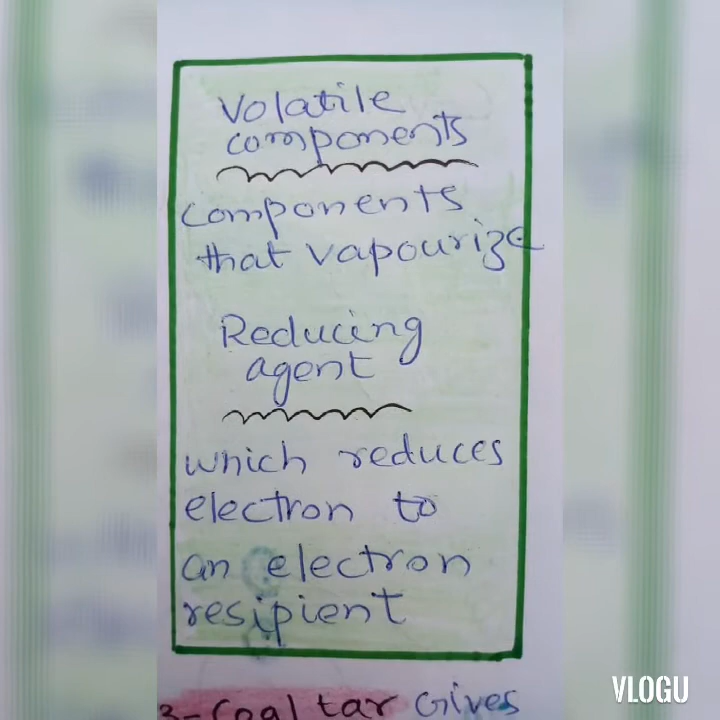 Volatile
components
components
that vapourize
Reducing
agent
which reduces
electron to
an electron
resipient
3-Coal tar Gives
VLOGU